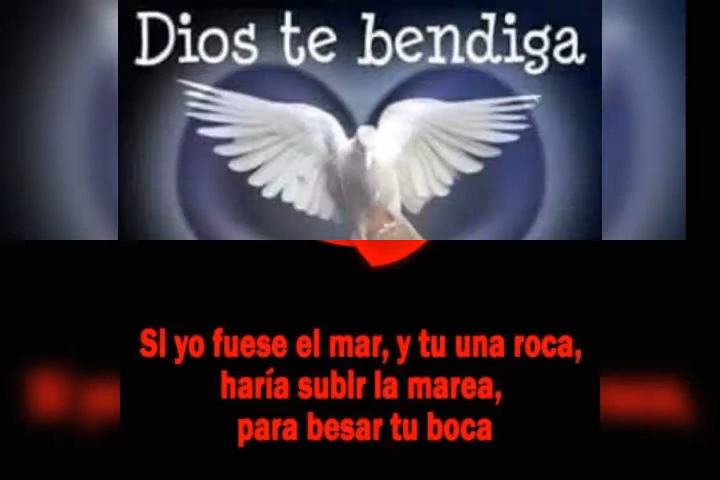 Dios te bendiga
Si yo fuese el mar, y tu una roca,
haría subir la marea,
para besar tu boca